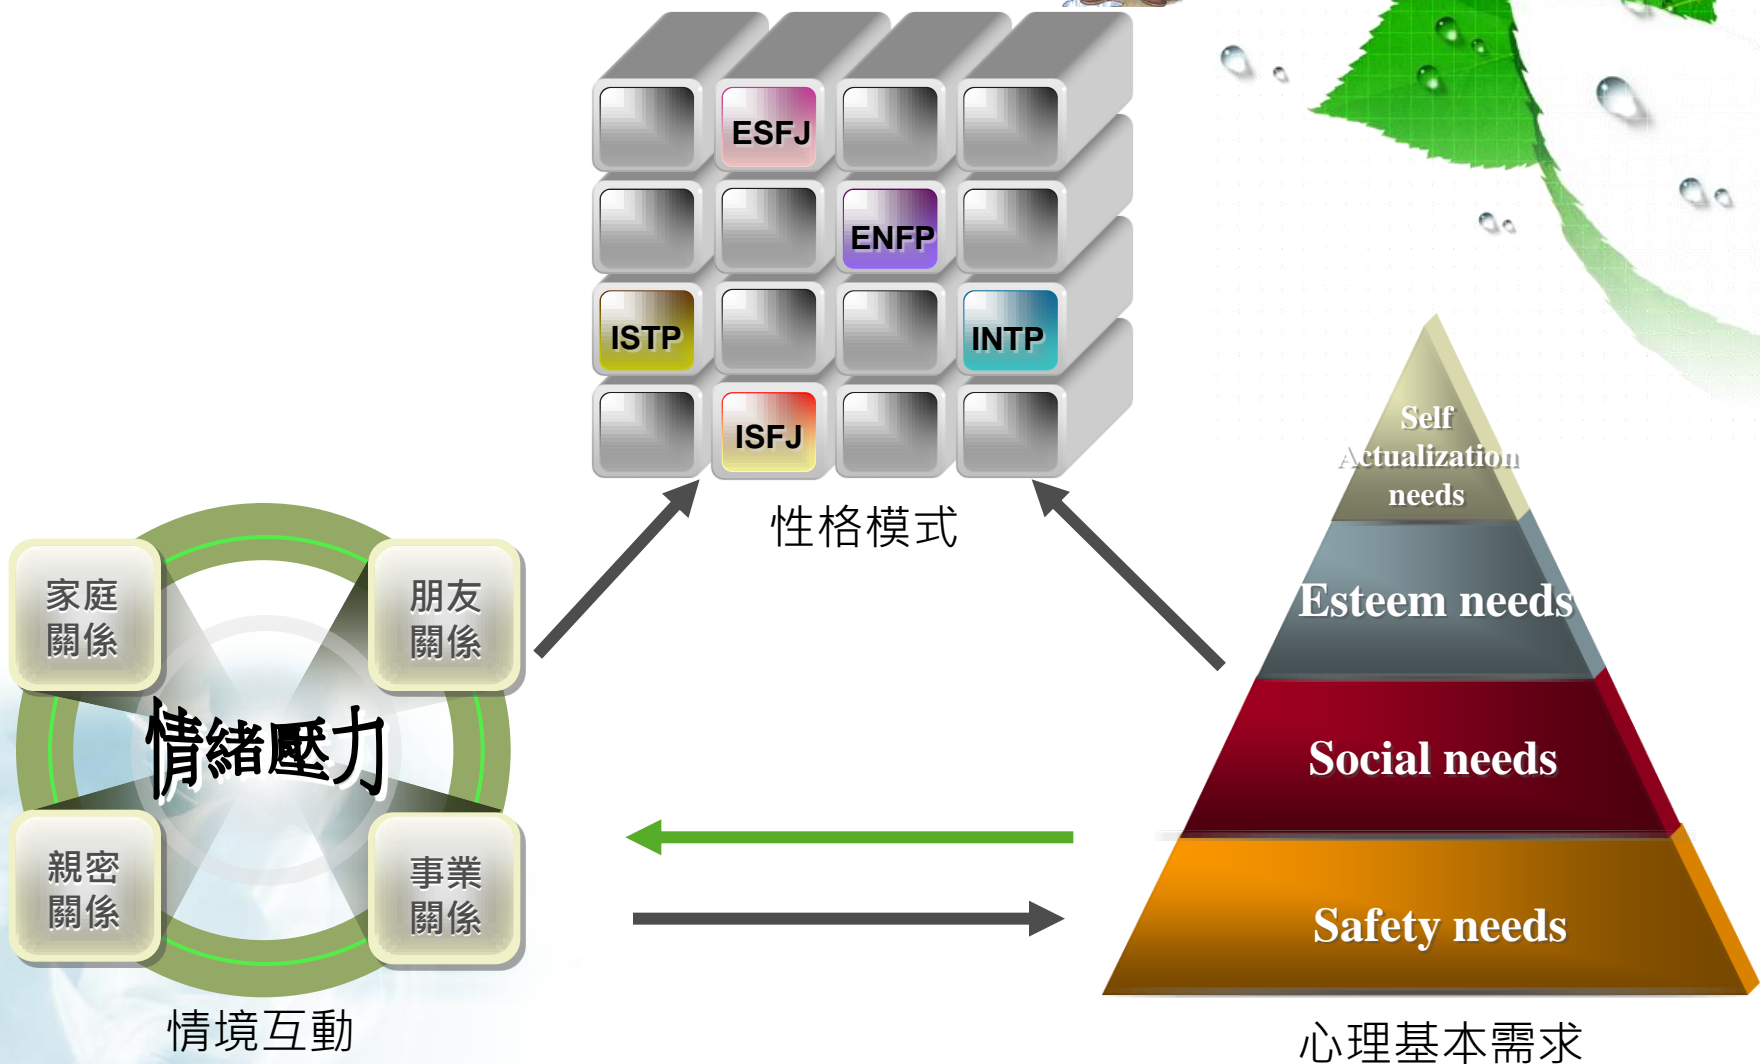 ESFJ
ENFP
ISTP
INTP
ISFJ
性格模式
家庭
關係
朋友
關係
情緒壓力
親密
關係
事業
關係
情境互動
Self
Actualization
needs
Esteem needs
Social needs
Safety needs
心理基本需求